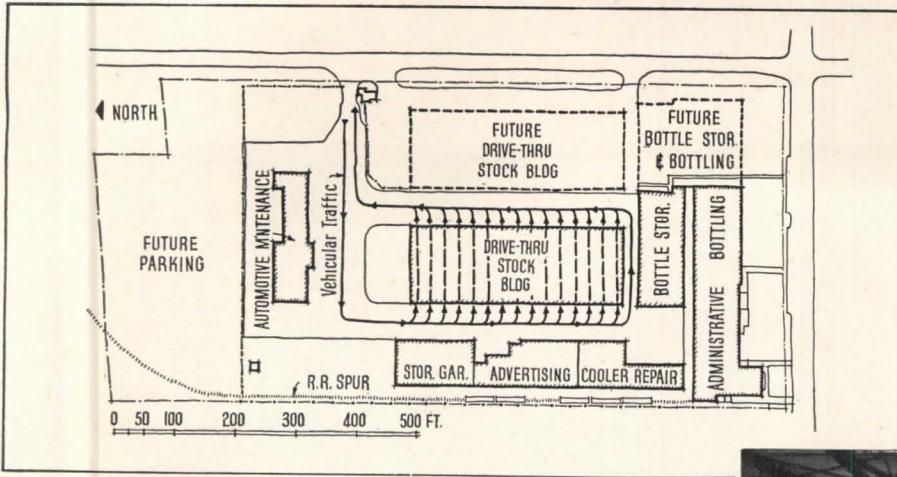 NORTH
FUTURE
PARKING
AUTOMOTIVE MNTENANCE
Vehicular Traffic
FUTURE
DRIVE-THRU
STOCK BLDG
FUTURE
BOTTLE STOR.
¢ BOTTLING
DRIVE-THRU
STOCK
BLDG
BOTTLE STOR.
ADMINISTRATIVE BOTTLING
STOR. GAR.
ADVERTISING
COOLER REPAIR
R.R. SPUR
0 50 100 200 300 400 500 FT.